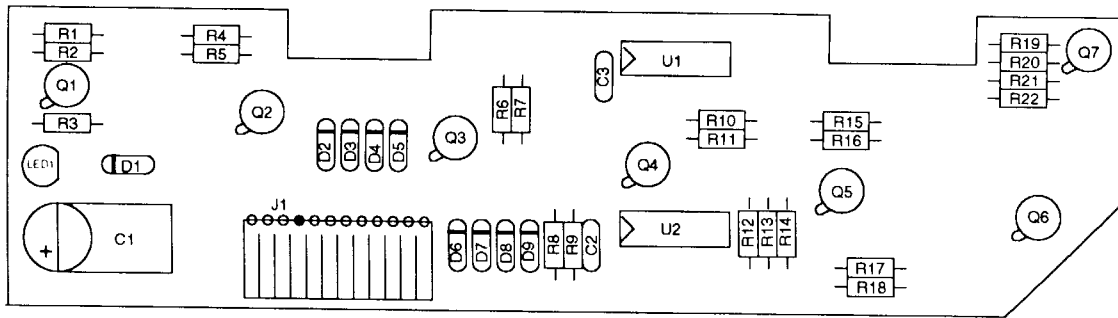 R1
R2
Q1
R3
LED1
D1
+
C1
R4
R5
Q2
D2
D3
D4
D5
J1
Q3
R6
R7
D6
D7
D8
D9
R8
R9
C2
C3
U1
R10
R11
Q4
U2
R12
R13
R14
R15
R16
Q5
R17
R18
R19
R20
R21
R22
Q7
Q6